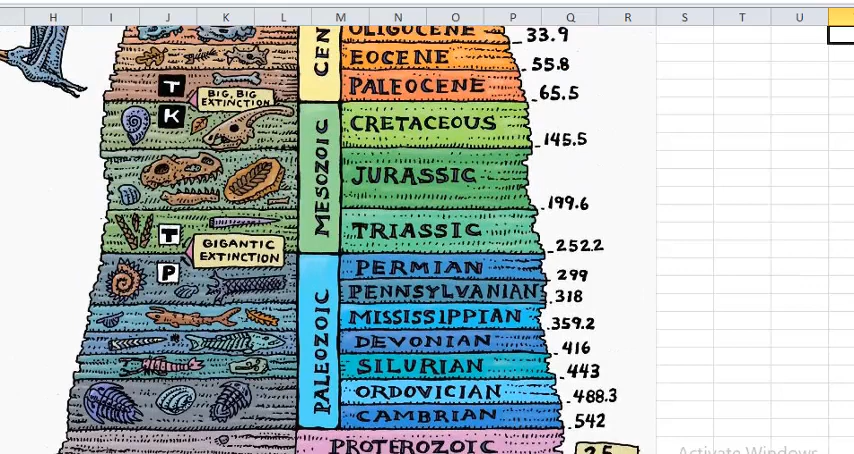 H I J K L M N O P Q R S T U
OLIGOCENE
33.9
CEN
EOCENE
55.8
T
PALEOCENE
BIG, BIG
EXTINCTION
65.5
K
CRETACEOUS
145.5
MESOZOIC
JURASSIC
199.6
T
TRIASSIC
GIGANTIC
EXTINCTION
252.2
P
PERMIAN
299
PENNSYLVANIAN
318
MISSISSIPPIAN
359.2
PALEOZOIC
DEVONIAN
416
SILURIAN
443
ORDOVICIAN
488.3
CAMBRIAN
542
PROTEROZOIC
Activate Windows